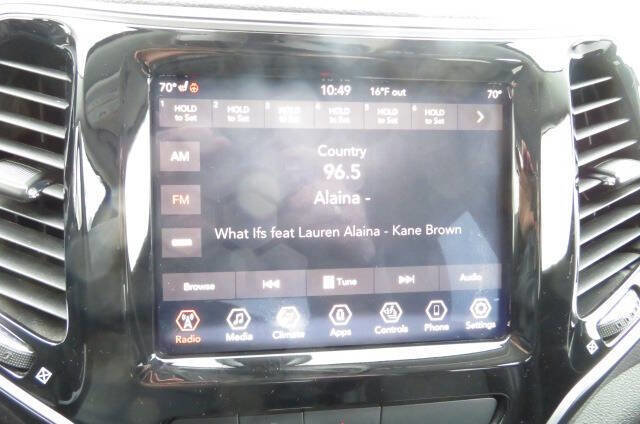 70° 10:49 16°F out 70°
1 HOLD to Set 2 HOLD to Set 3 HOLD to Set 4 HOLD to Set 5 HOLD to Set 6 HOLD to Set
AM
Country
96.5
FM
Alaina -
What Ifs feat Lauren Alaina - Kane Brown
Browse Tune Audio
Radio Media Climate Apps Controls Phone Settings